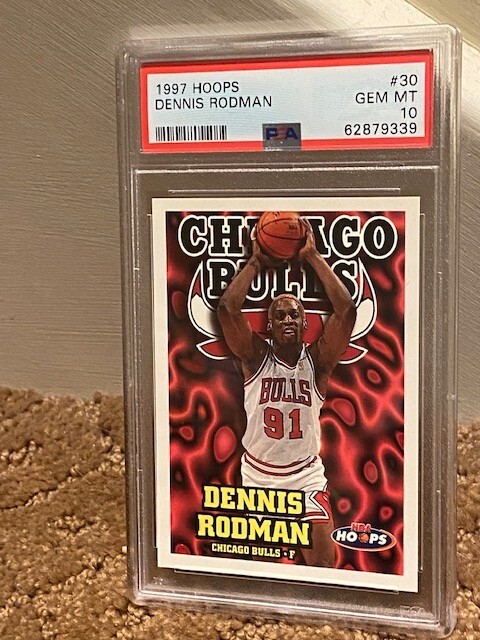 1997 HOOPS #30
DENNIS RODMAN GEM MT
10
PSA 62879339
CHICAGO
BULLS
BULLS
91
DENNIS
RODMAN
CHICAGO BULLS • F
NBA
HOOPS